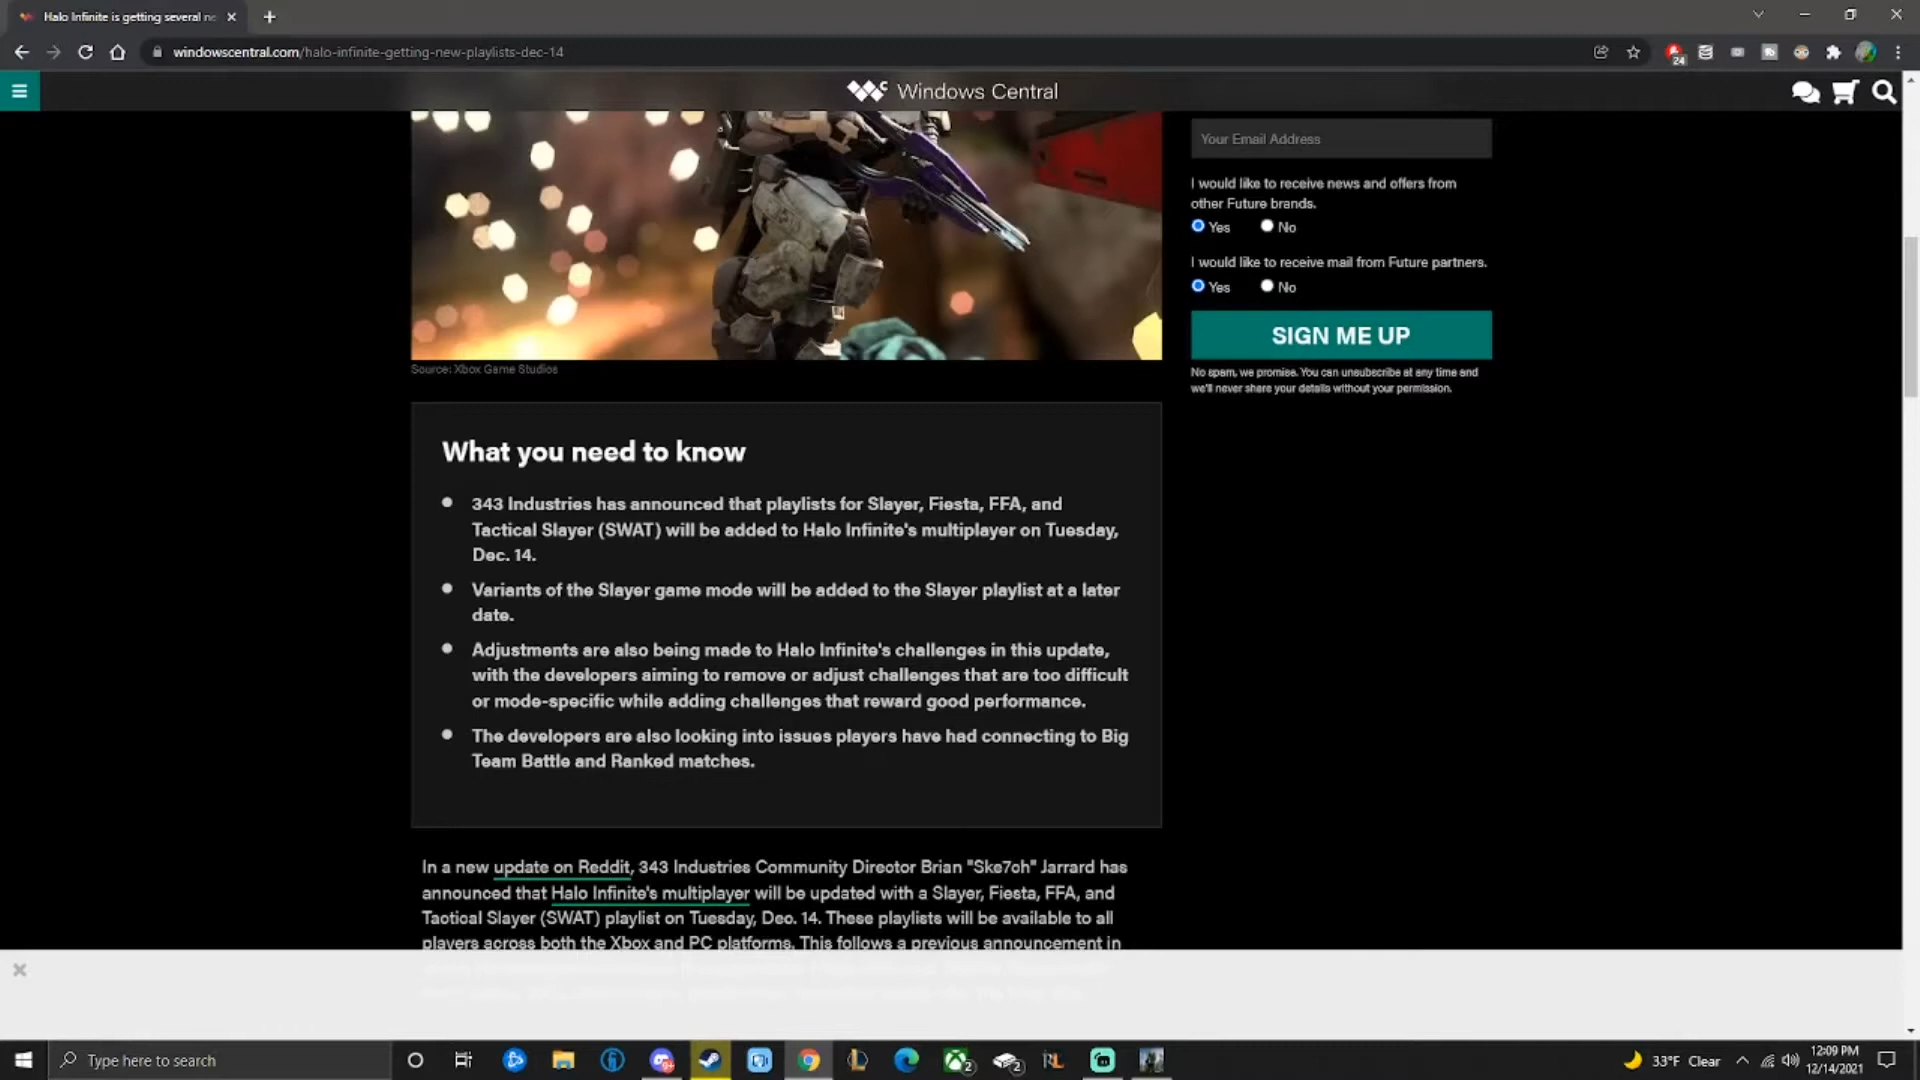 Halo Infinite is getting several ne
windowscentral.com/halo-infinite-getting-new-playlists-dec-14
24
Windows Central
Your Email Address
I would like to receive news and offers from
other Future brands.
Yes No
I would like to receive mail from Future partners.
Yes No
SIGN ME UP
No spam, we promise. You can unsubscribe at any time and
we'll never share your details without your permission.
Source: Xbox Game Studios
What you need to know
343 Industries has announced that playlists for Slayer, Fiesta, FFA, and
Tactical Slayer (SWAT) will be added to Halo Infinite's multiplayer on Tuesday,
Dec. 14.
Variants of the Slayer game mode will be added to the Slayer playlist at a later
date.
Adjustments are also being made to Halo Infinite's challenges in this update,
with the developers aiming to remove or adjust challenges that are too difficult
or mode-specific while adding challenges that reward good performance.
The developers are also looking into issues players have had connecting to Big
Team Battle and Ranked matches.
In a new update on Reddit, 343 Industries Community Director Brian "Ske7ch" Jarrard has
announced that Halo Infinite's multiplayer will be updated with a Slayer, Fiesta, FFA, and
Tactical Slayer (SWAT) playlist on Tuesday, Dec. 14. These playlists will be available to all
players across both the Xbox and PC platforms. This follows a previous announcement in
Type here to search
2
2
33°F Clear
12:09 PM
12/14/2021